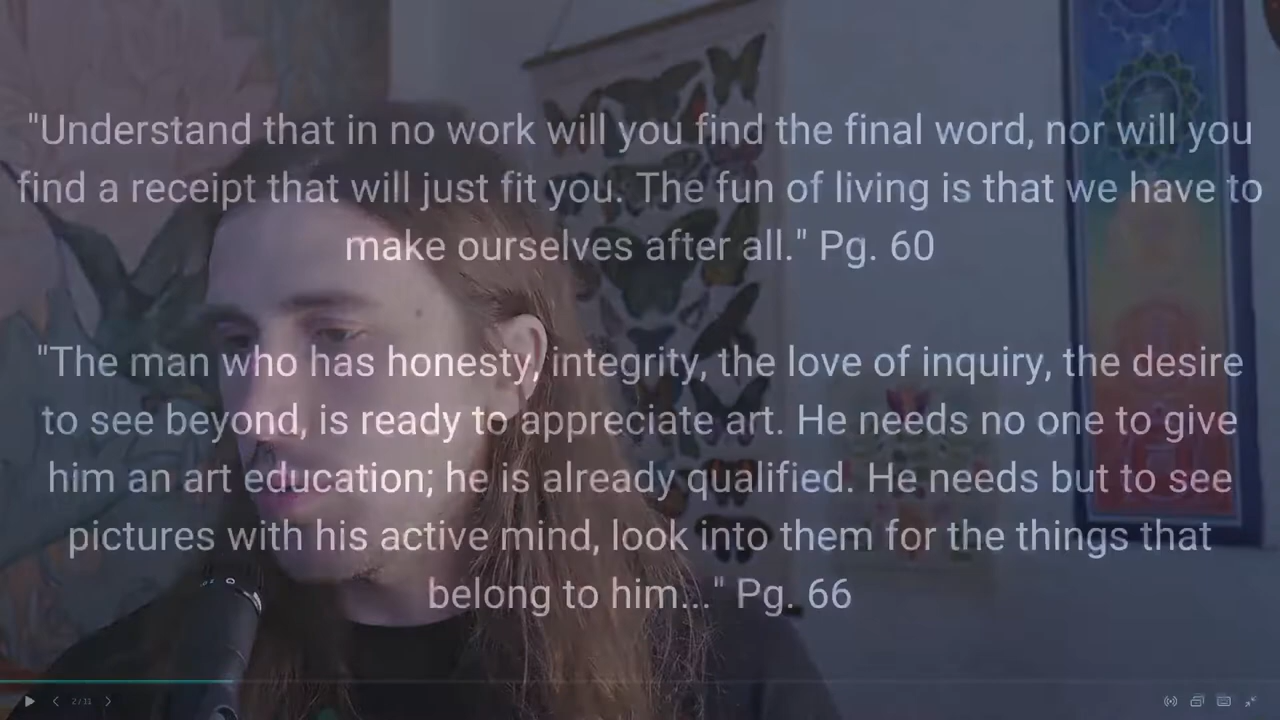 "Understand that in no work will you find the final word, nor will you
find a receipt that will just fit you. The fun of living is that we have to
make ourselves after all." Pg. 60
"The man who has honesty, integrity, the love of inquiry, the desire
to see beyond, is ready to appreciate art. He needs no one to give
him an art education; he is already qualified. He needs but to see
pictures with his active mind, look into them for the things that
belong to him..." Pg. 66
2/11